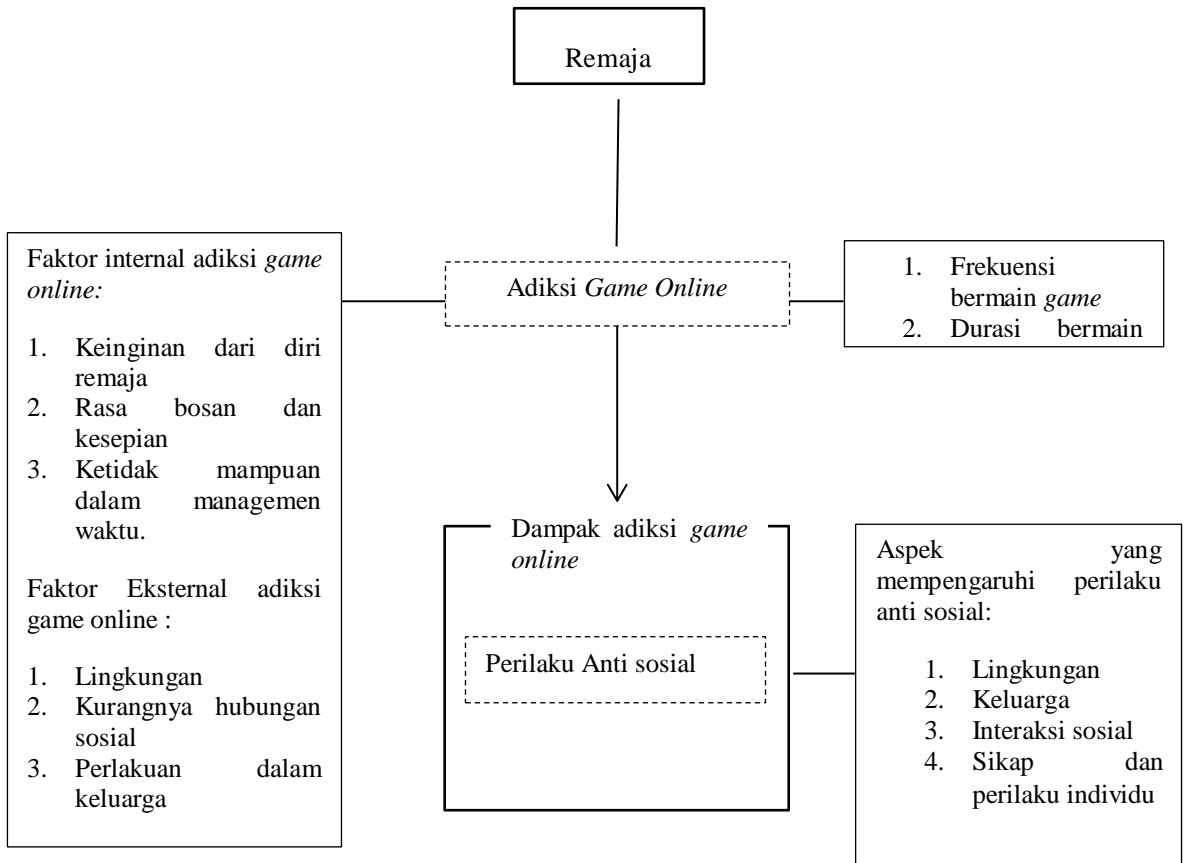 Remaja
Faktor internal adiksi game
online:
1. Keinginan dari diri
remaja
2. Rasa bosan dan
kesepian
3. Ketidak mampuan
dalam managemen
waktu.
Faktor Eksternal adiksi
game online :
1. Lingkungan
2. Kurangnya hubungan
sosial
3. Perlakuan dalam
keluarga
Adiksi Game Online
1. Frekuensi
bermain game
2. Durasi bermain
Dampak adiksi game
online
Perilaku Anti sosial
Aspek yang
mempengaruhi perilaku
anti sosial:
1. Lingkungan
2. Keluarga
3. Interaksi sosial
4. Sikap dan
perilaku individu